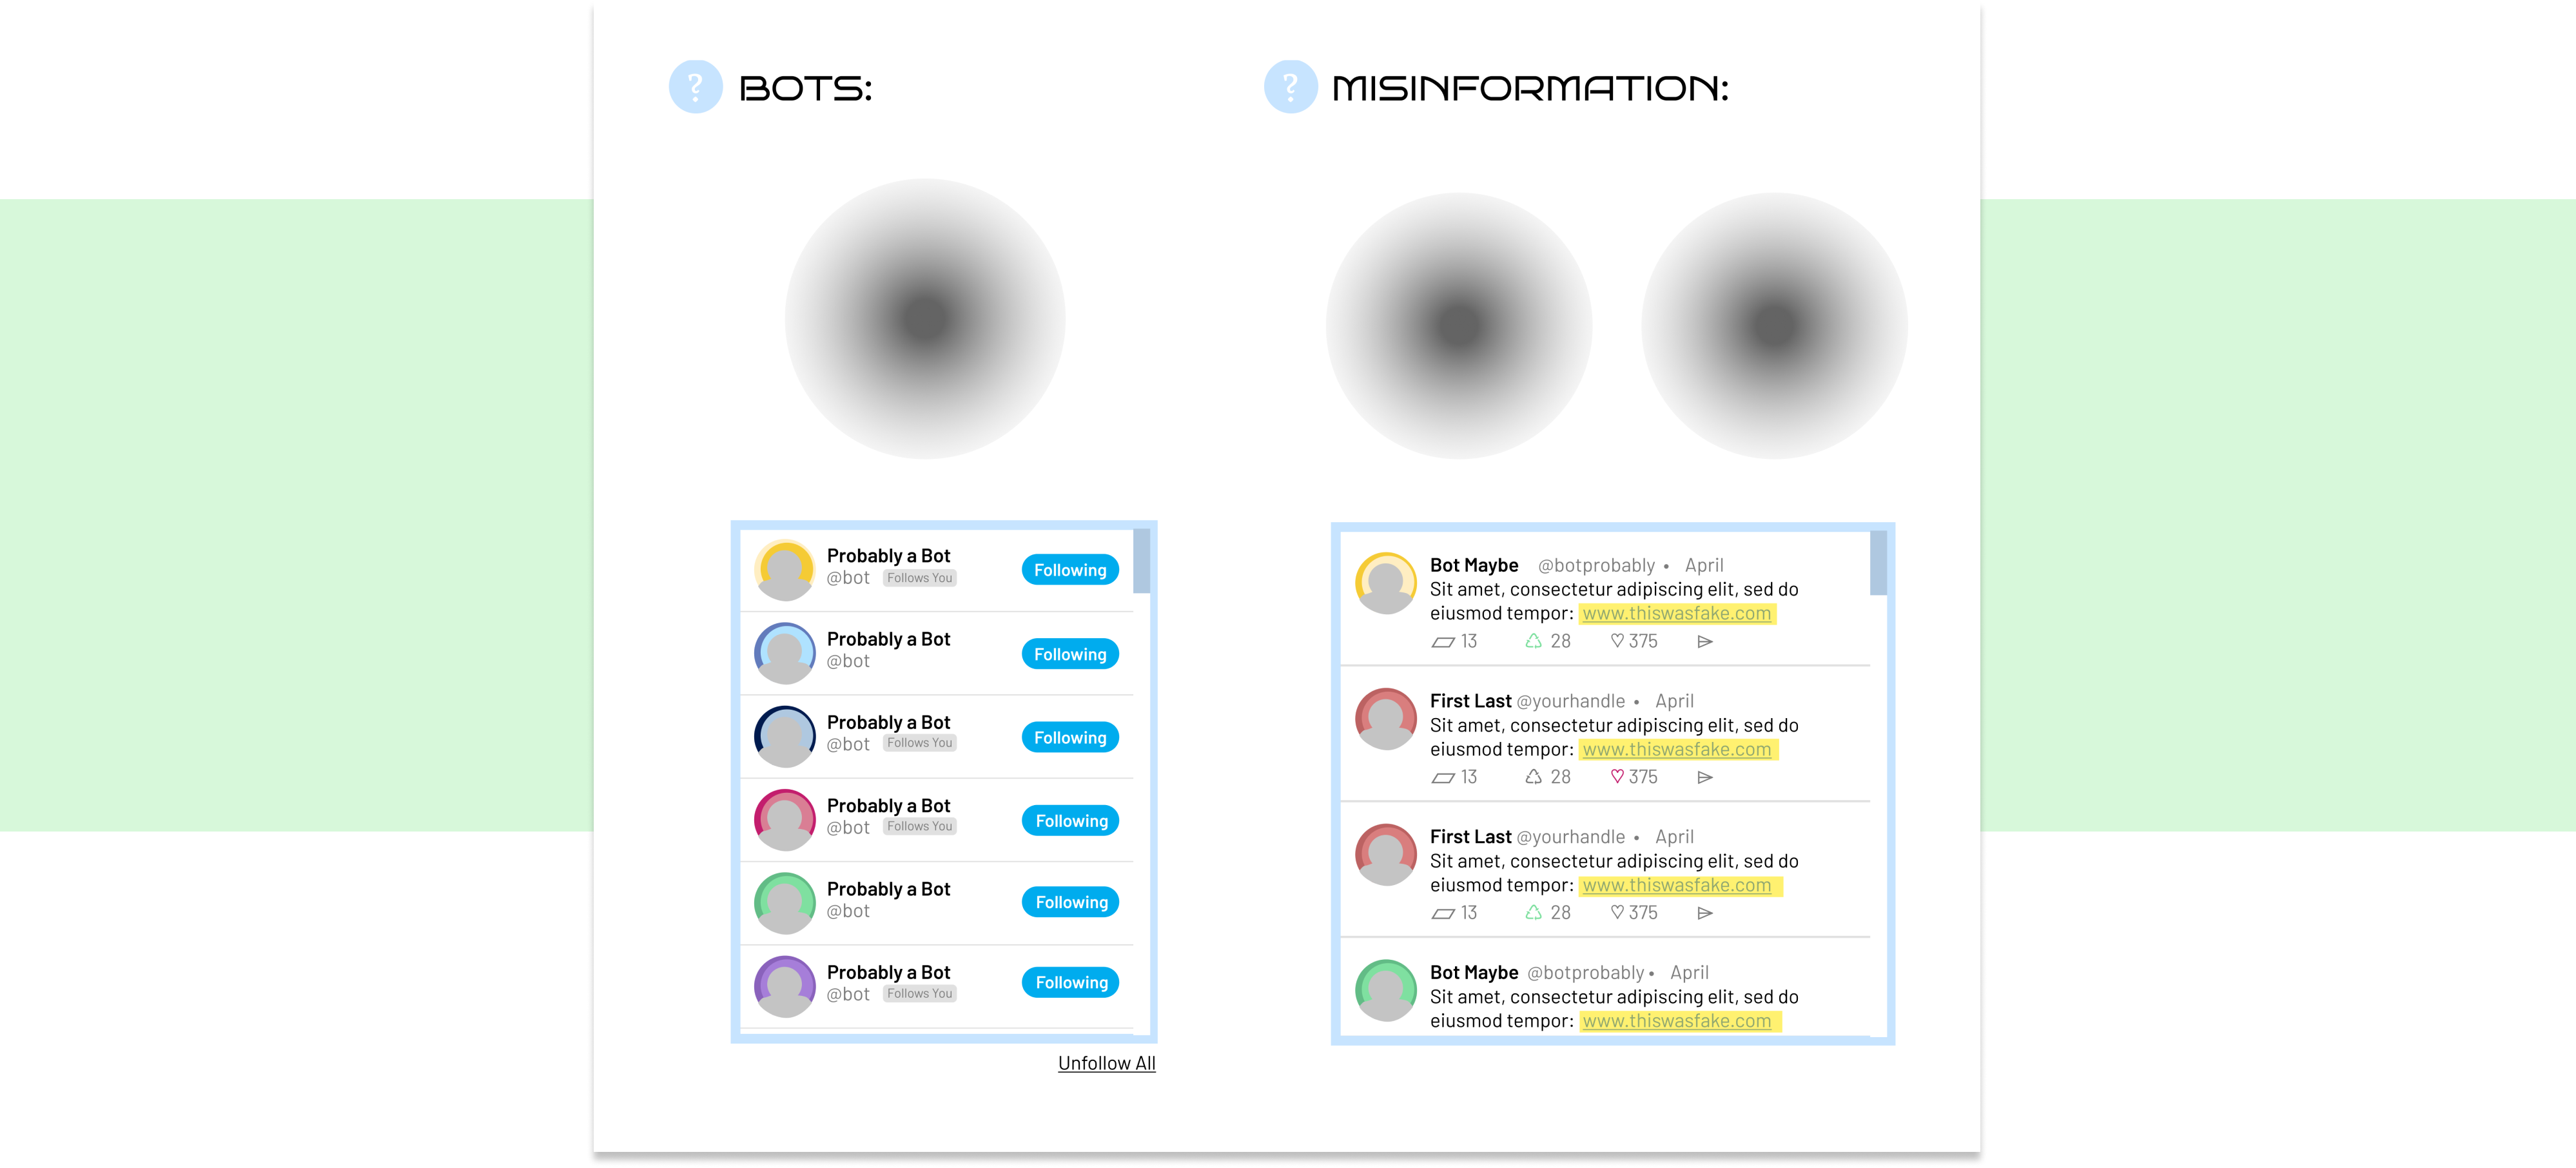 ? BOTS:
Probably a Bot
@bot Follows You
Following
Probably a Bot
@bot
Following
Probably a Bot
@bot Follows You
Following
Probably a Bot
@bot Follows You
Following
Probably a Bot
@bot
Following
Probably a Bot
@bot Follows You
Following
Unfollow All
? MISINFORMATION:
Bot Maybe @botprobably • April
Sit amet, consectetur adipiscing elit, sed do
eiusmod tempor: www.thiswasfake.com
13 28 375
First Last @yourhandle • April
Sit amet, consectetur adipiscing elit, sed do
eiusmod tempor: www.thiswasfake.com
13 28 375
First Last @yourhandle • April
Sit amet, consectetur adipiscing elit, sed do
eiusmod tempor: www.thiswasfake.com
13 28 375
Bot Maybe @botprobably • April
Sit amet, consectetur adipiscing elit, sed do
eiusmod tempor: www.thiswasfake.com